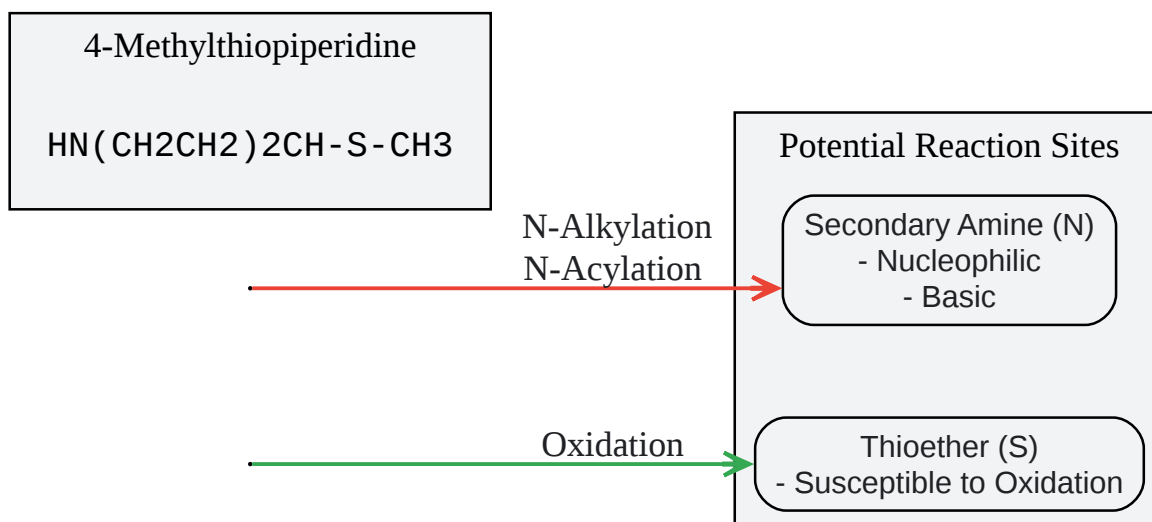 4-Methylthiopiperidine
HN(CH2CH2)2CH-S-CH3
Potential Reaction Sites
N-Alkylation
N-Acylation
Secondary Amine (N)
- Nucleophilic
- Basic
Oxidation
Thioether (S)
- Susceptible to Oxidation